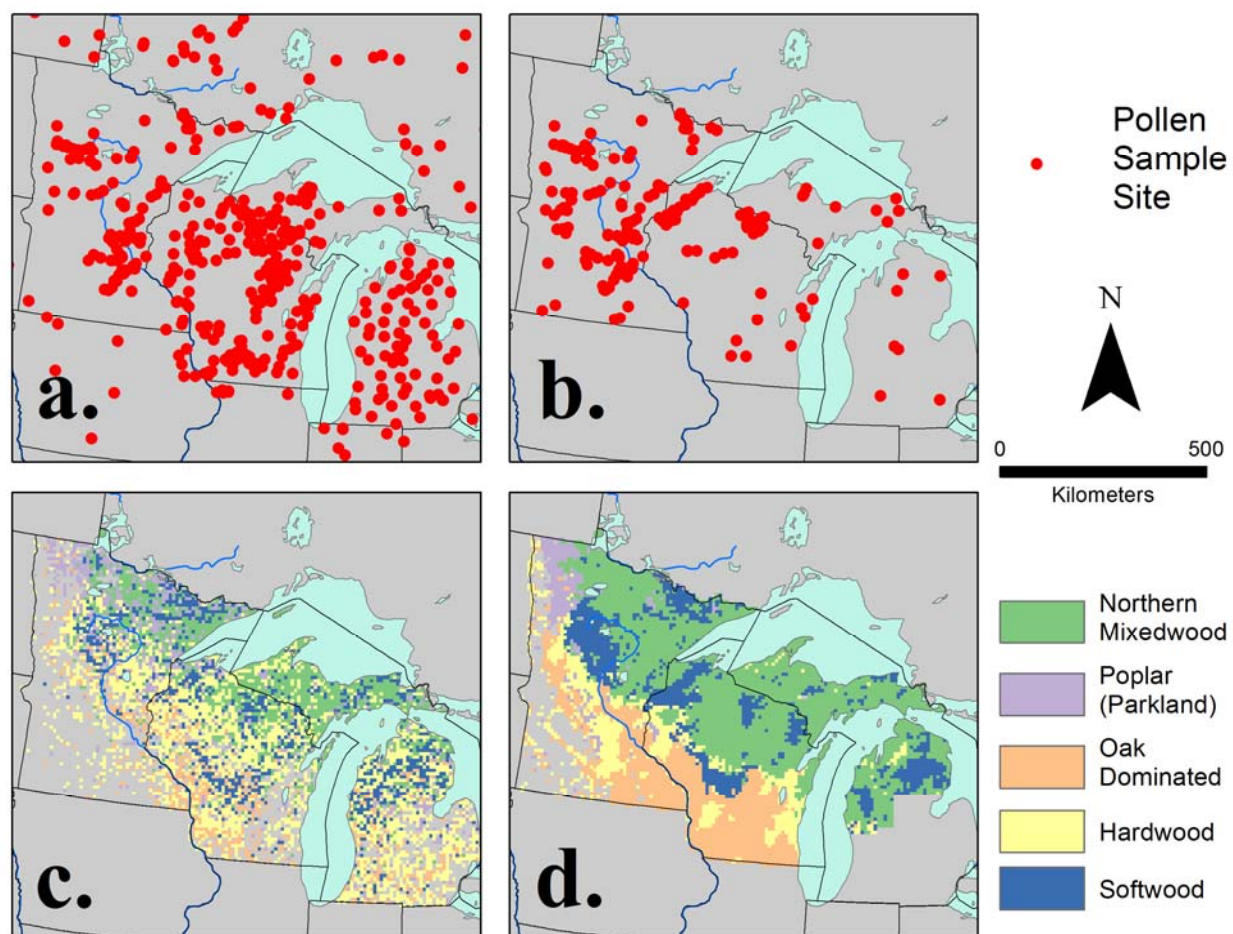 a.
b.
Pollen
Sample
Site
N
0 500
Kilometers
c.
d.
Northern
Mixedwood
Poplar
(Parkland)
Oak
Dominated
Hardwood
Softwood